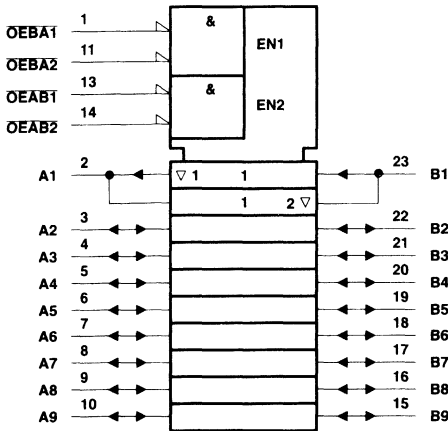 1 &
OEBA1 EN1
11
OEBA2
13 &
OEAB1 EN2
14
OEAB2
2 23
A1 ▽ 1 1 B1
1 2 ▽
3 22
A2 B2
4 21
A3 B3
5 20
A4 B4
6 19
A5 B5
7 18
A6 B6
8 17
A7 B7
9 16
A8 B8
10 15
A9 B9